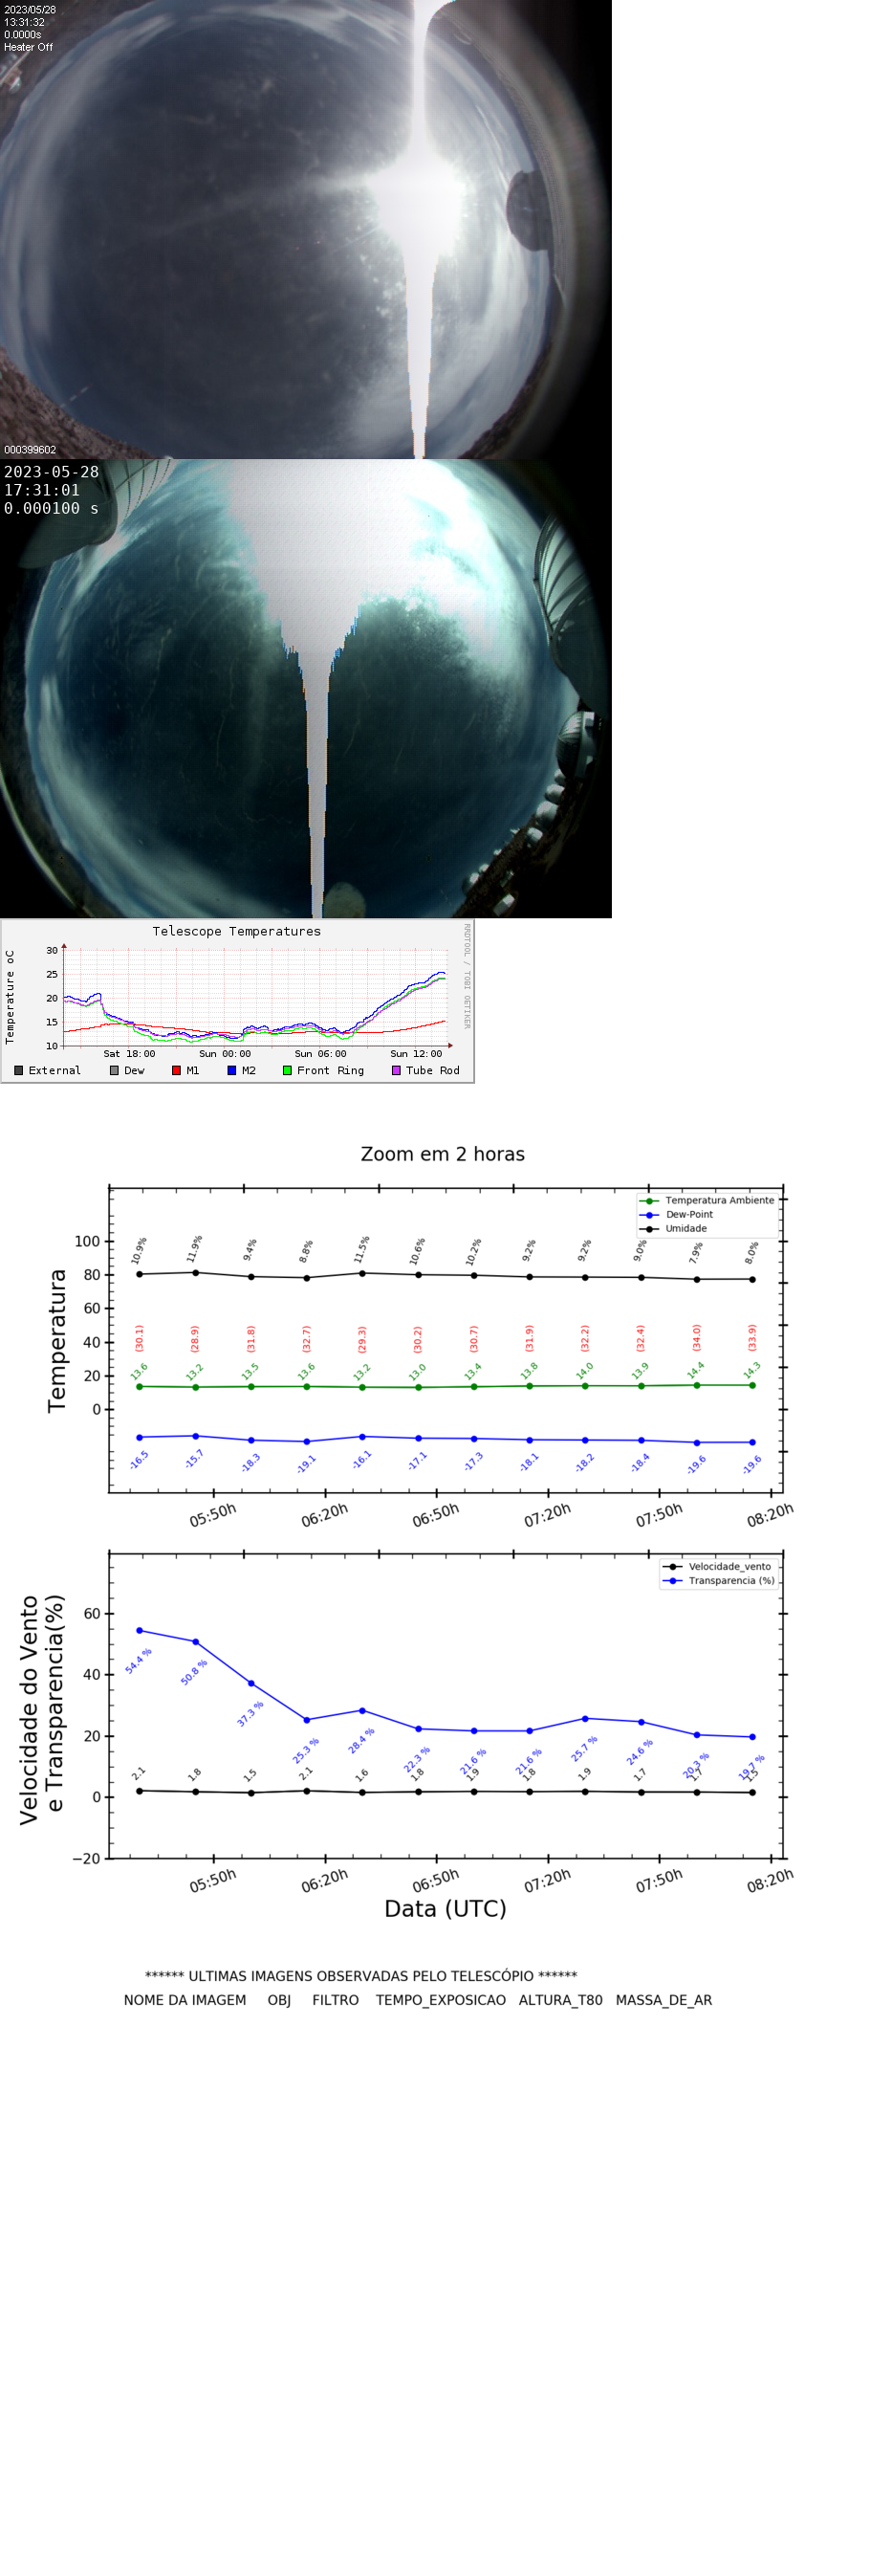 2023/05/28
13:31:32
0.0000s
Heater Off
000399602
2023-05-28
17:31:01
0.000100 s
Telescope Temperatures
RRDTOOL / TOBI OETIKER
Temperature oC
30
25
20
15
10
Sat 18:00 Sun 00:00 Sun 06:00 Sun 12:00
External Dew M1 M2 Front Ring Tube Rod
Zoom em 2 horas
Temperatura Ambiente
Dew-Point
Umidade
Temperatura
100
80
60
40
20
0
10.9% 11.9% 9.4% 8.8% 11.5% 10.6% 10.2% 9.2% 9.2% 9.0% 7.9% 8.0%
(30.1) (28.9) (31.8) (32.7) (29.3) (30.2) (30.7) (31.9) (32.2) (32.4) (34.0) (33.9)
13.6 13.2 13.5 13.6 13.2 13.0 13.4 13.8 14.0 13.9 14.4 14.3
-16.5 -15.7 -18.3 -19.1 -16.1 -17.1 -17.3 -18.1 -18.2 -18.4 -19.6 -19.6
05:50h 06:20h 06:50h 07:20h 07:50h 08:20h
Velocidade_vento
Transparencia (%)
Velocidade do Vento
e Transparencia(%)
60
40
20
0
−20
54.4 % 50.8 % 37.3 % 25.3 % 28.4 % 22.3 % 21.6 % 21.6 % 25.7 % 24.6 % 20.3 % 19.7 %
2.1 1.8 1.5 2.1 1.6 1.8 1.9 1.8 1.9 1.7 1.7 1.5
05:50h 06:20h 06:50h 07:20h 07:50h 08:20h
Data (UTC)
****** ULTIMAS IMAGENS OBSERVADAS PELO TELESCÓPIO ******
NOME DA IMAGEM OBJ FILTRO TEMPO_EXPOSICAO ALTURA_T80 MASSA_DE_AR